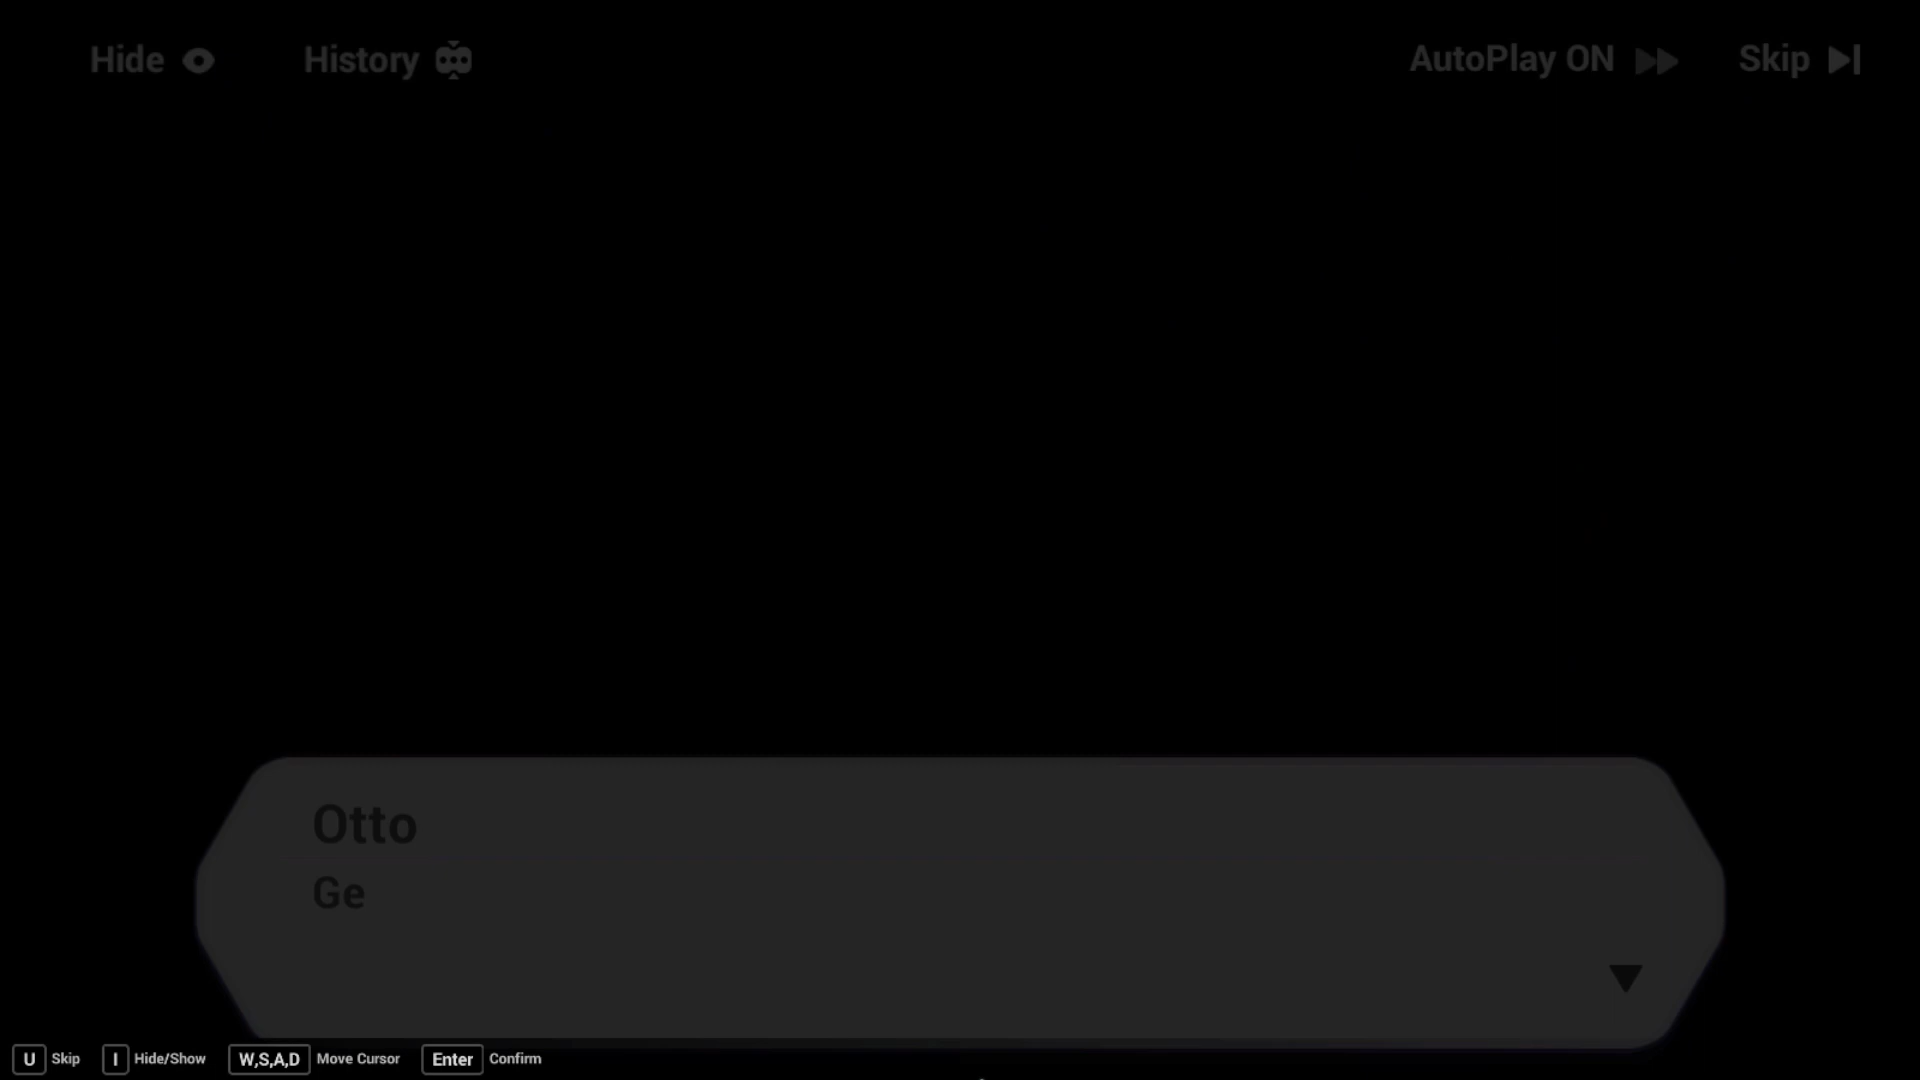 Hide
History
AutoPlay ON
Skip
Otto
Ge
U Skip
I Hide/Show
W,S,A,D Move Cursor
Enter Confirm